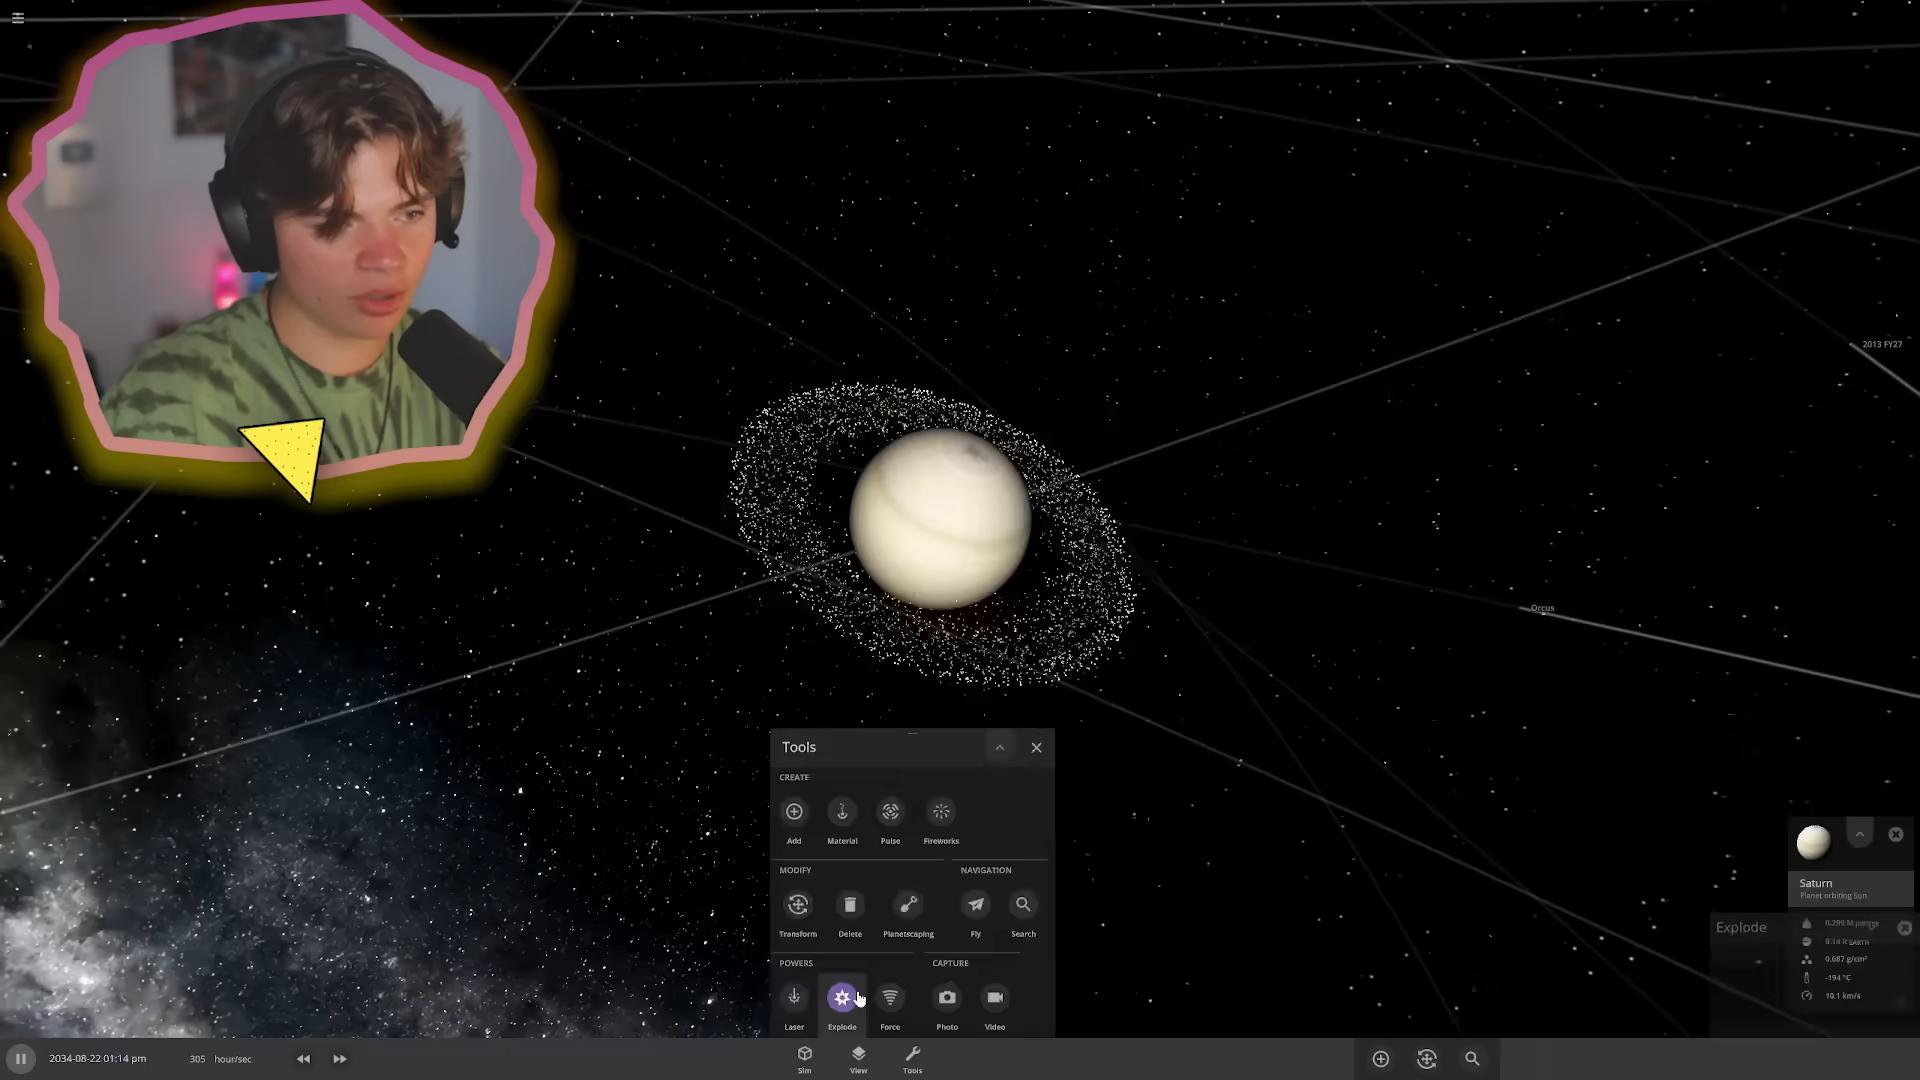 2013 FY27
Orcus
Tools
CREATE
Add
Material
Pulse
Fireworks
MODIFY
NAVIGATION
Transform
Delete
Planetscaping
Fly
Search
POWERS
CAPTURE
Laser
Explode
Force
Photo
Video
Saturn
Planet orbiting Sun
Explode
0.687 g/cm³
-194 °C
10.1 km/s
2034-08-22 01:14 pm
305 hour/sec
Sim
View
Tools